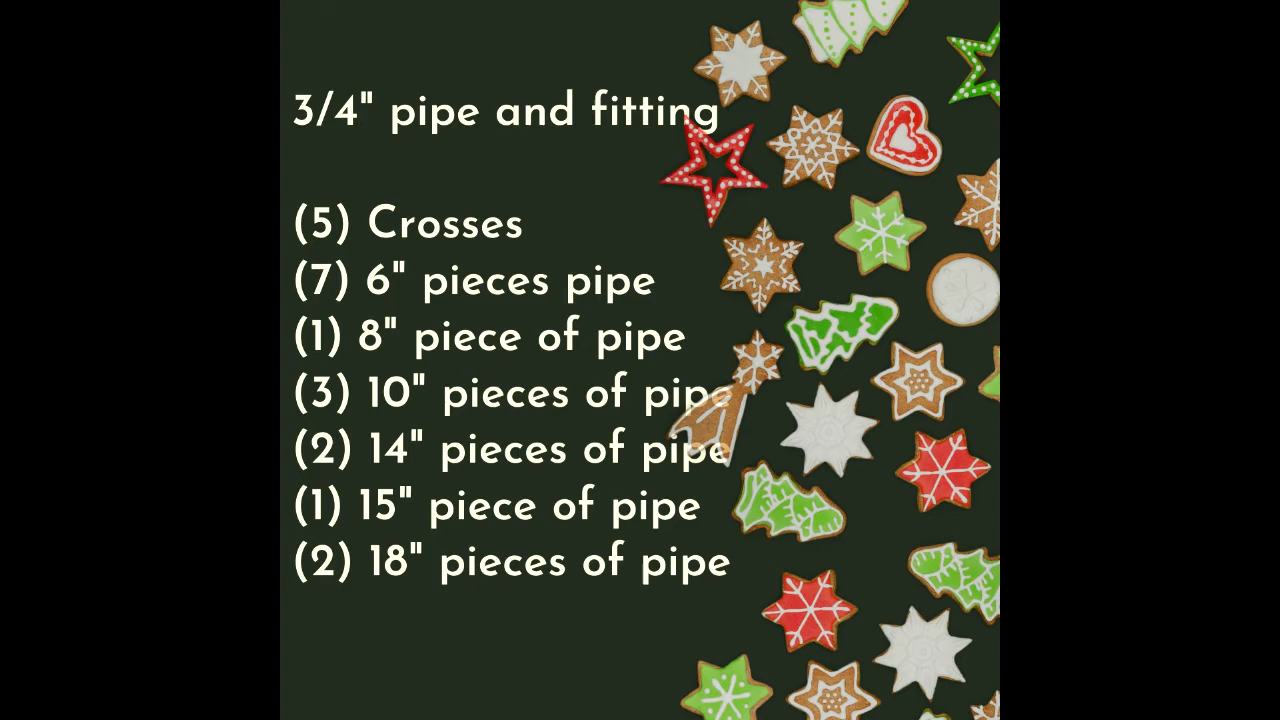 3/4" pipe and fitting
(5) Crosses
(7) 6" pieces pipe
(1) 8" piece of pipe
(3) 10" pieces of pipe
(2) 14" pieces of pipe
(1) 15" piece of pipe
(2) 18" pieces of pipe